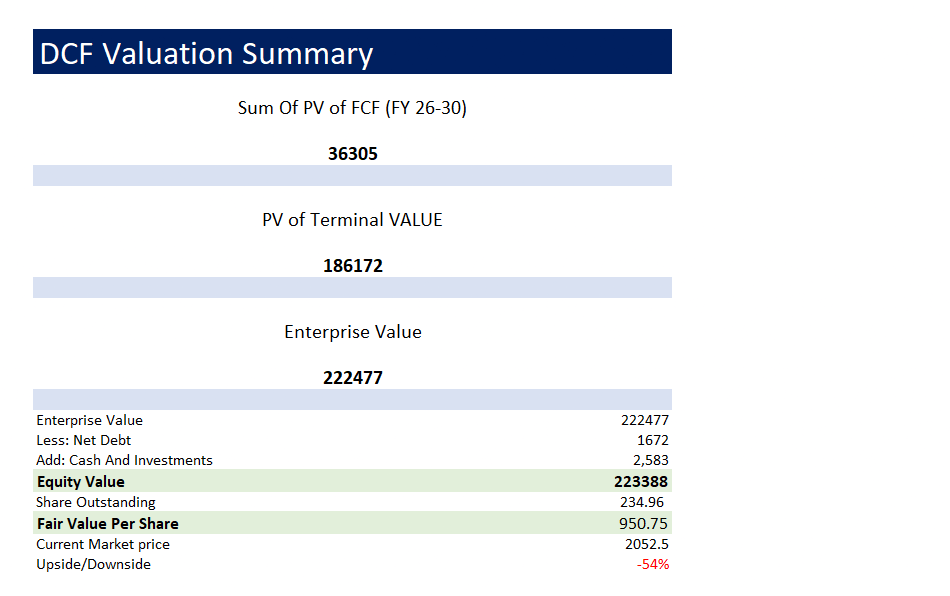 DCF Valuation Summary
Sum Of PV of FCF (FY 26-30)
36305
PV of Terminal VALUE
186172
Enterprise Value
222477
Enterprise Value 222477
Less: Net Debt 1672
Add: Cash And Investments 2,583
Equity Value 223388
Share Outstanding 234.96
Fair Value Per Share 950.75
Current Market price 2052.5
Upside/Downside -54%